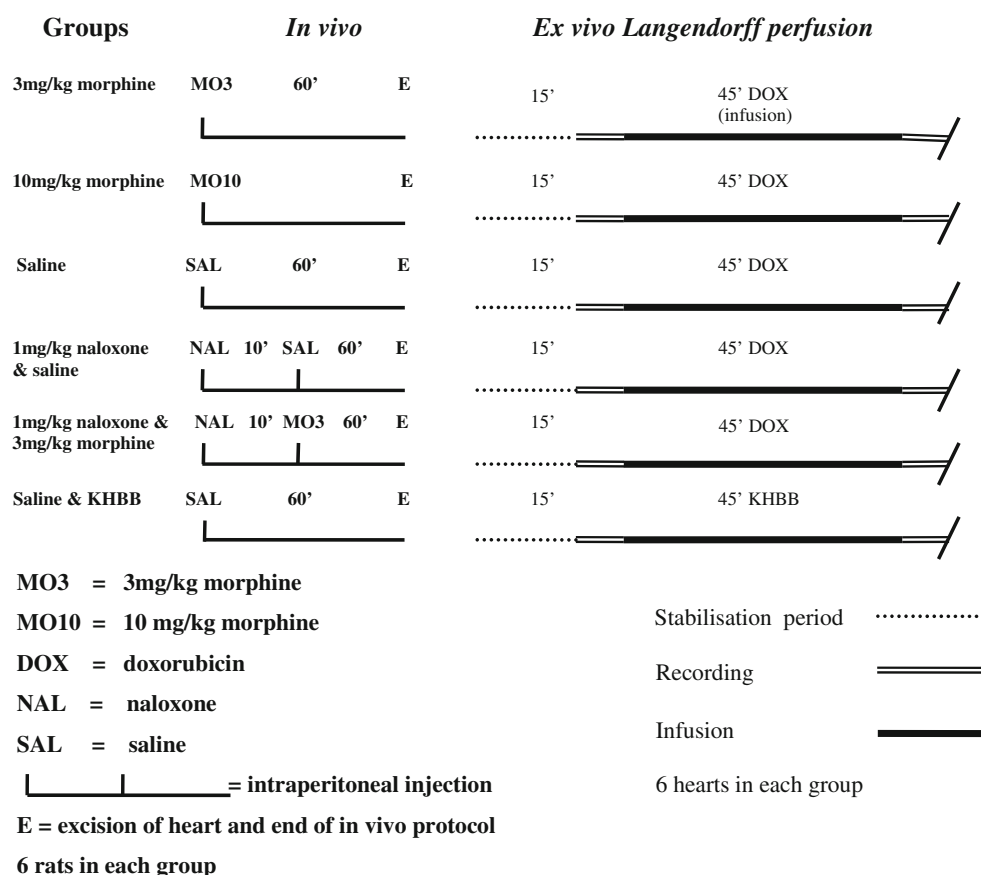 Groups In vivo Ex vivo Langendorff perfusion
3mg/kg morphine MO3 60’ E 15’ 45’ DOX
(infusion)
10mg/kg morphine MO10 E 15’ 45’ DOX
Saline SAL 60’ E 15’ 45’ DOX
1mg/kg naloxone NAL 10’ SAL 60’ E 15’ 45’ DOX
& saline
1mg/kg naloxone & NAL 10’ MO3 60’ E 15’ 45’ DOX
3mg/kg morphine
Saline & KHBB SAL 60’ E 15’ 45’ KHBB
MO3 = 3mg/kg morphine
MO10 = 10 mg/kg morphine
DOX = doxorubicin
NAL = naloxone
SAL = saline
= intraperitoneal injection
E = excision of heart and end of in vivo protocol
6 rats in each group
Stabilisation period
Recording
Infusion
6 hearts in each group